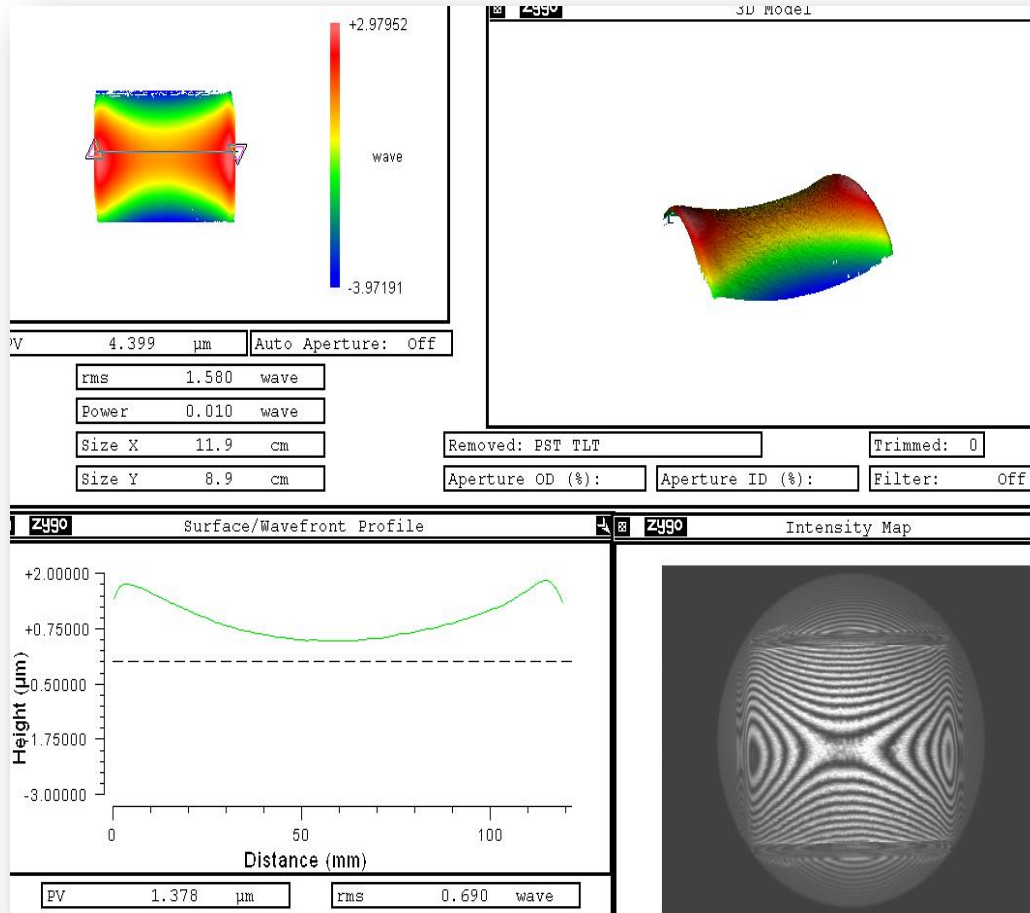 +2.97952
wave
-3.97191
zygo 3D Model
PV 4.399 µm Auto Aperture: Off
rms 1.580 wave
Power 0.010 wave
Size X 11.9 cm
Size Y 8.9 cm
Removed: PST TLT Trimmed: 0
Aperture OD (%): Aperture ID (%): Filter: Off
zygo Surface/Wavefront Profile
+2.00000
+0.75000
-0.50000
-1.75000
-3.00000
Height (µm)
0 50 100
Distance (mm)
PV 1.378 µm rms 0.690 wave
zygo Intensity Map